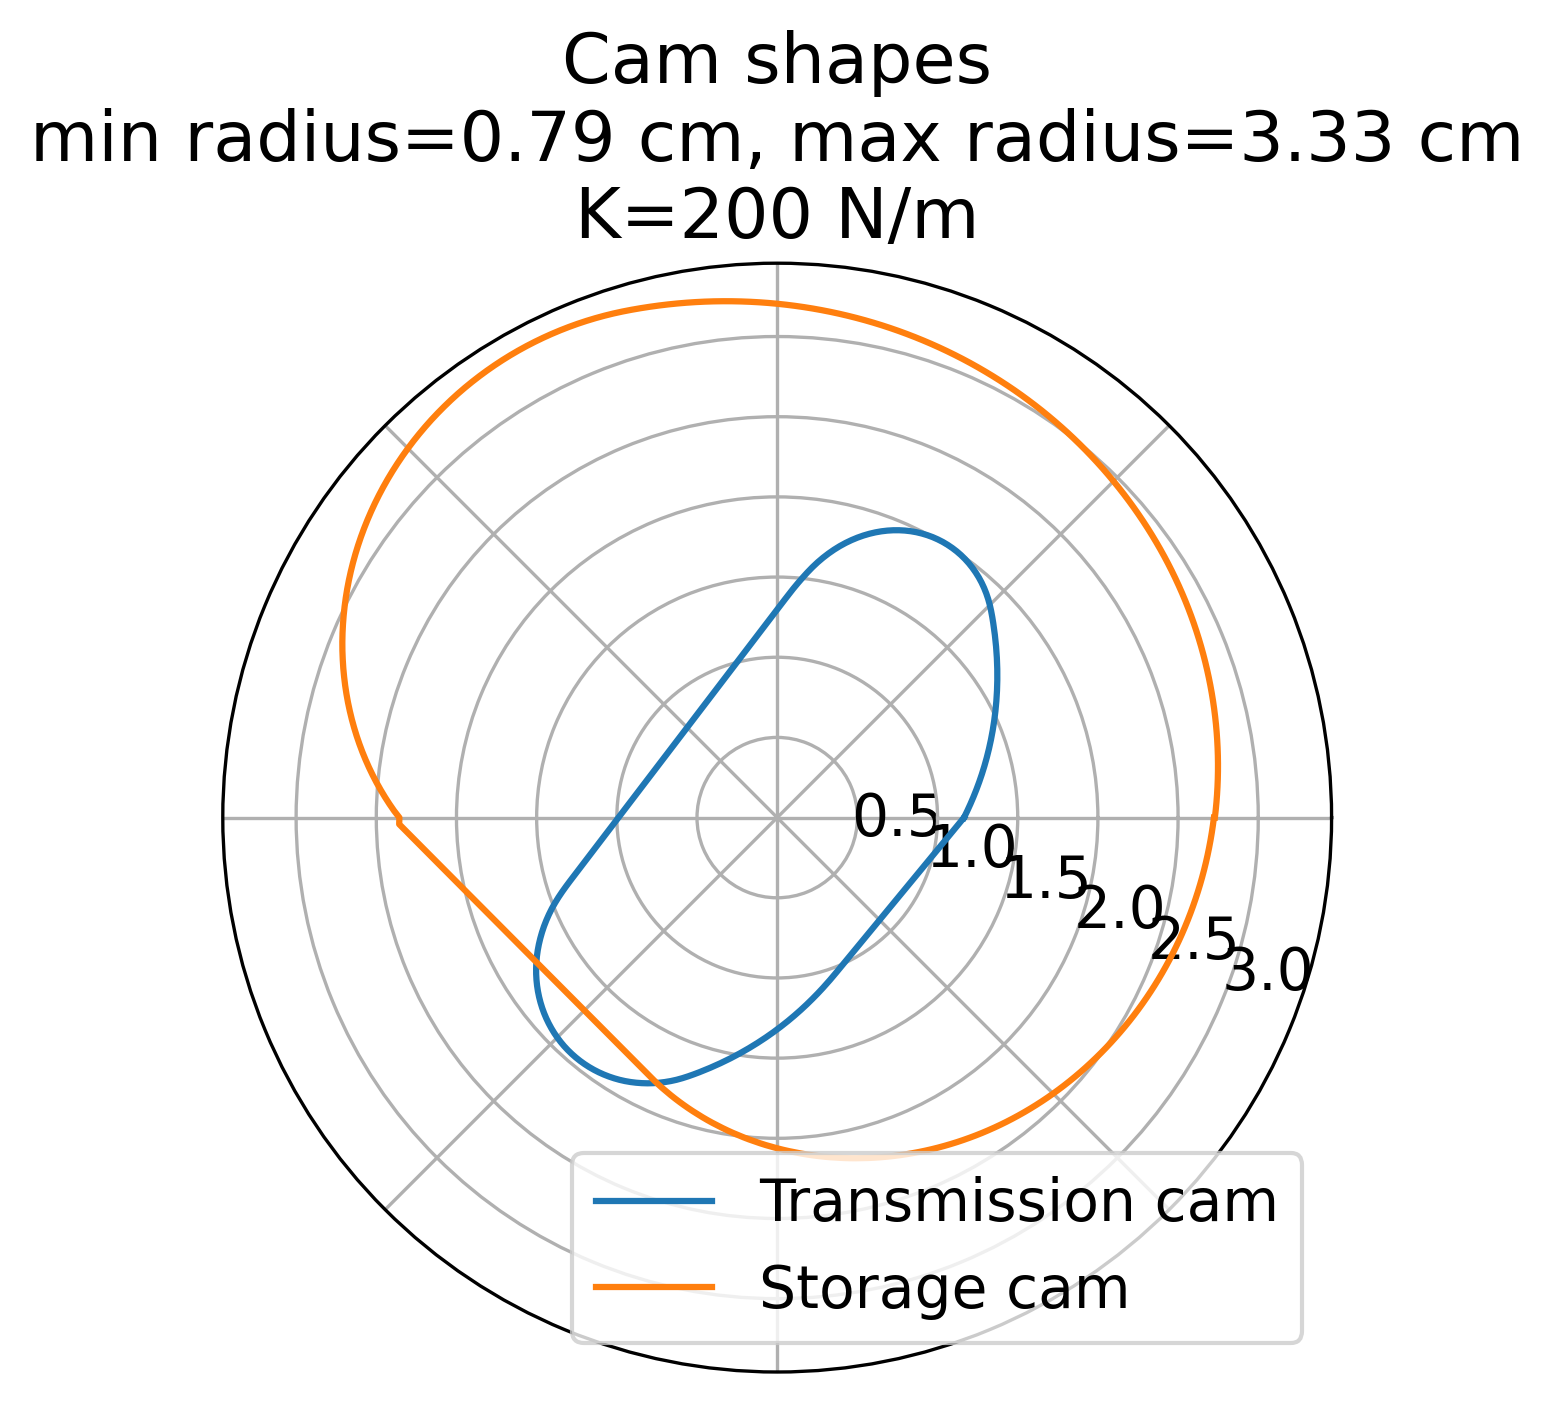 Cam shapes
min radius=0.79 cm, max radius=3.33 cm
K=200 N/m
0.5
1.0
1.5
2.0
2.5
3.0
Transmission cam
Storage cam